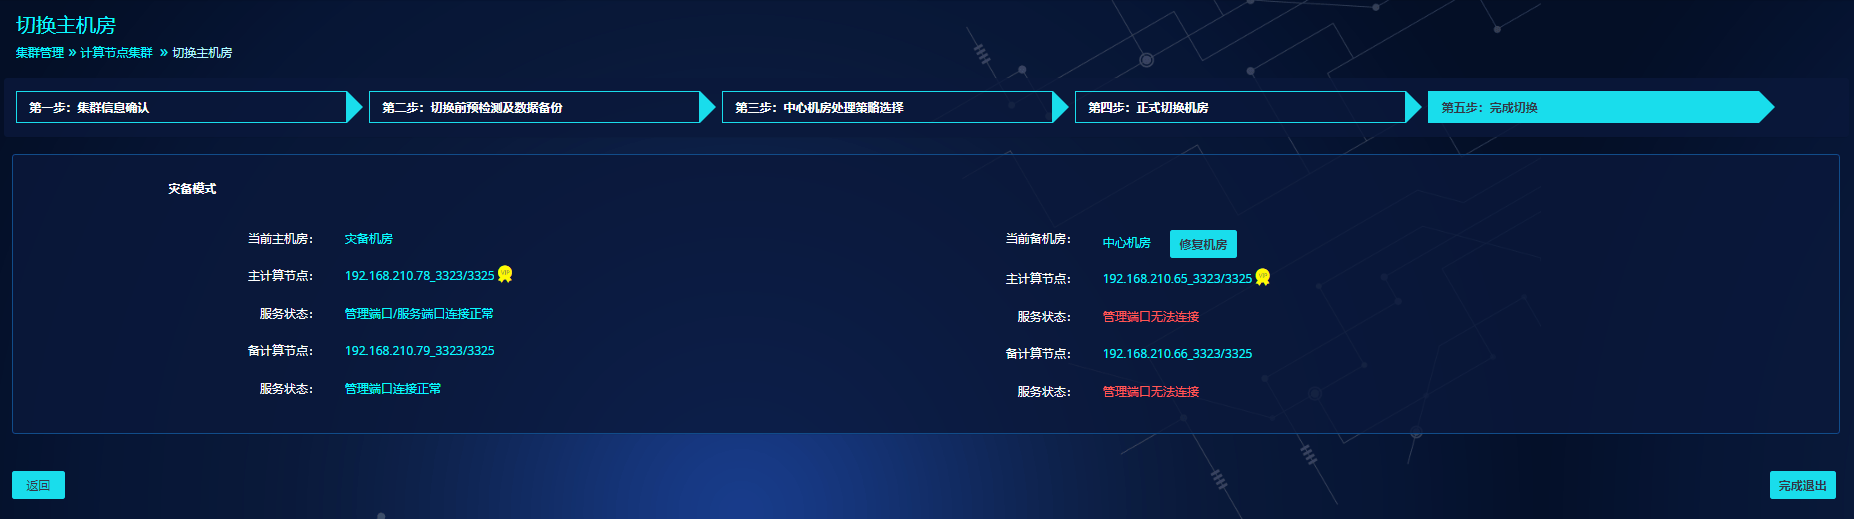 切换主机房
集群管理 » 计算节点集群 » 切换主机房
第一步：集群信息确认
第二步：切换前预检测及数据备份
第三步：中心机房处理策略选择
第四步：正式切换机房
第五步：完成切换
灾备模式
当前主机房： 灾备机房
主计算节点： 192.168.210.78_3323/3325 VIP
服务状态： 管理端口/服务端口连接正常
备计算节点： 192.168.210.79_3323/3325
服务状态： 管理端口连接正常
当前备机房： 中心机房 修复机房
主计算节点： 192.168.210.65_3323/3325 VIP
服务状态： 管理端口无法连接
备计算节点： 192.168.210.66_3323/3325
服务状态： 管理端口无法连接
返回
完成退出